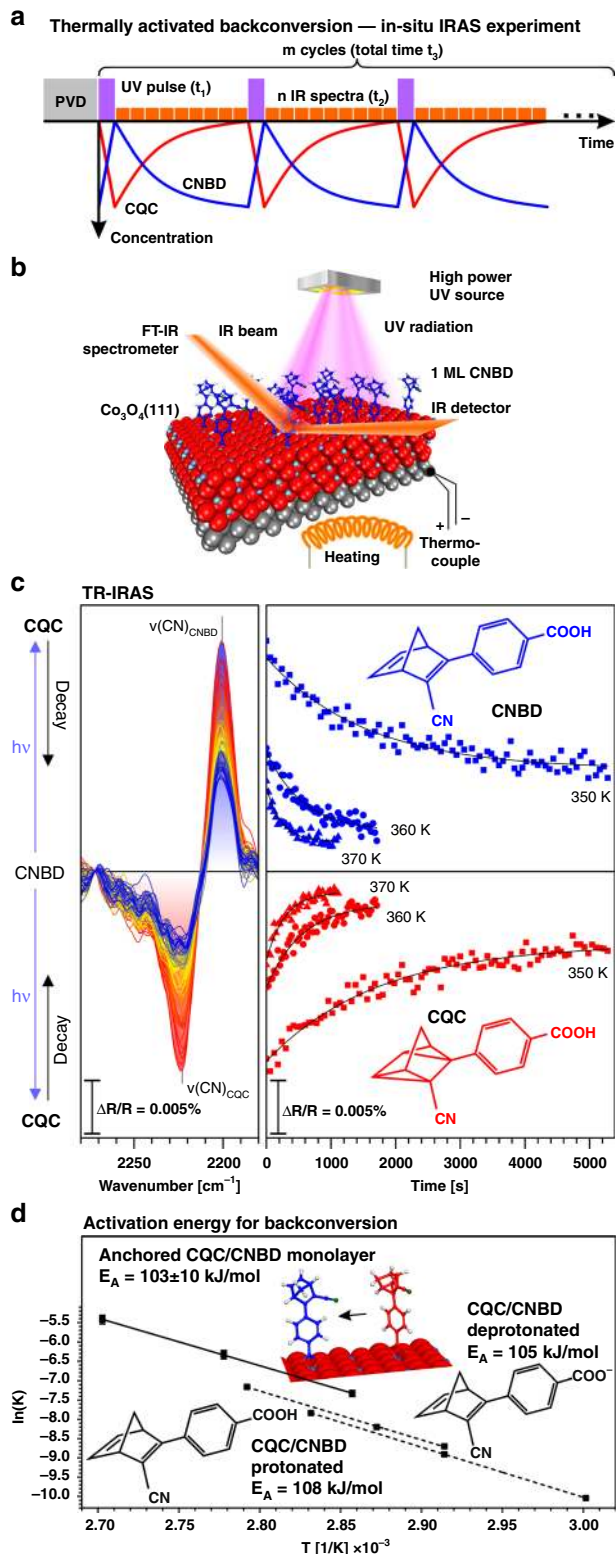 a
Thermally activated backconversion — in-situ IRAS experiment
m cycles (total time t₃)
PVD
UV pulse (t₁)
n IR spectra (t₂)
Time
CNBD
CQC
Concentration
b
High power
UV source
FT-IR
spectrometer
IR beam
UV radiation
1 ML CNBD
Co₃O₄(111)
IR detector
+
−
Thermo-
couple
Heating
c
TR-IRAS
CQC
Decay
hν
CNBD
hν
Decay
CQC
ν(CN)CNBD
ν(CN)CQC
ΔR/R = 0.005%
2250
2200
Wavenumber [cm⁻¹]
COOH
CN
CNBD
350 K
360 K
370 K
370 K
360 K
350 K
CQC
COOH
CN
ΔR/R = 0.005%
0
1000
2000
3000
4000
5000
Time [s]
d
Activation energy for backconversion
Anchored CQC/CNBD monolayer
E_A = 103±10 kJ/mol
CQC/CNBD
deprotonated
E_A = 105 kJ/mol
COO⁻
CN
COOH
CN
CQC/CNBD
protonated
E_A = 108 kJ/mol
ln(K)
−5.5
−6.0
−6.5
−7.0
−7.5
−8.0
−8.5
−9.0
−9.5
−10.0
2.70
2.75
2.80
2.85
2.90
2.95
3.00
T [1/K] ×10⁻³